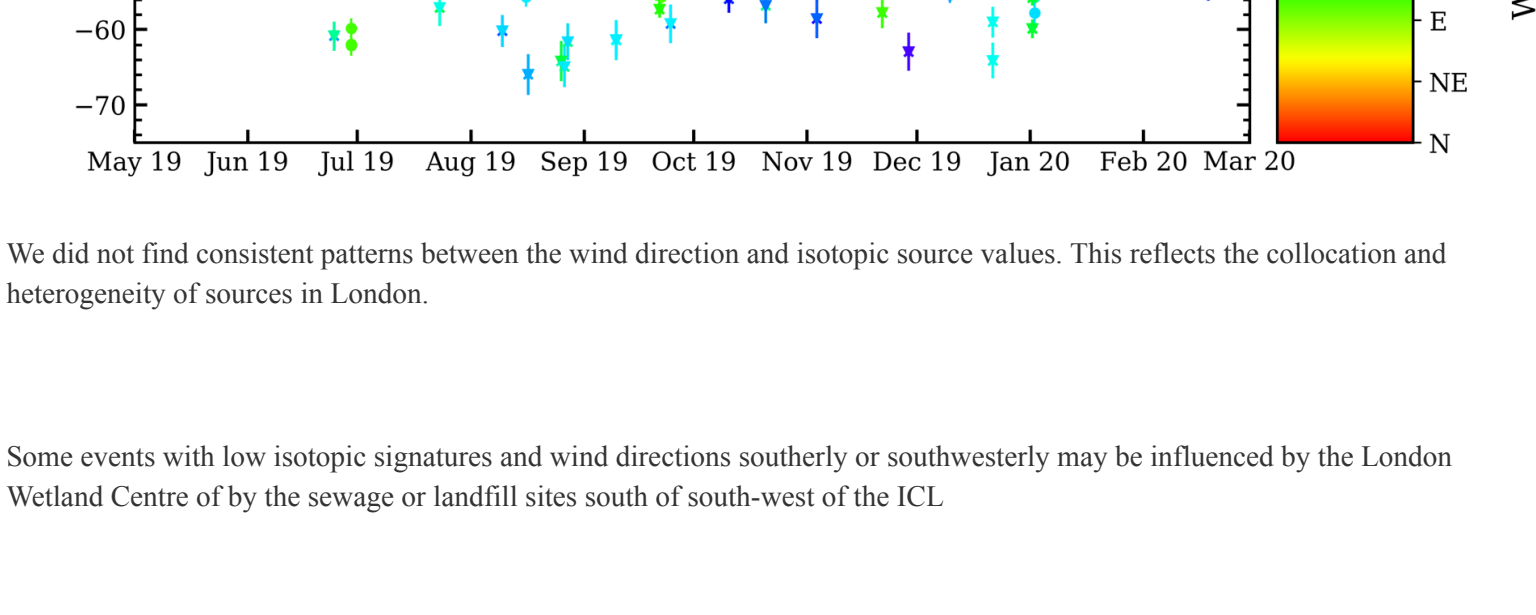 −60
−70
E
NE
N
May 19 Jun 19 Jul 19 Aug 19 Sep 19 Oct 19 Nov 19 Dec 19 Jan 20 Feb 20 Mar 20
We did not find consistent patterns between the wind direction and isotopic source values. This reflects the collocation and
heterogeneity of sources in London.
Some events with low isotopic signatures and wind directions southerly or southwesterly may be influenced by the London
Wetland Centre of by the sewage or landfill sites south of south-west of the ICL